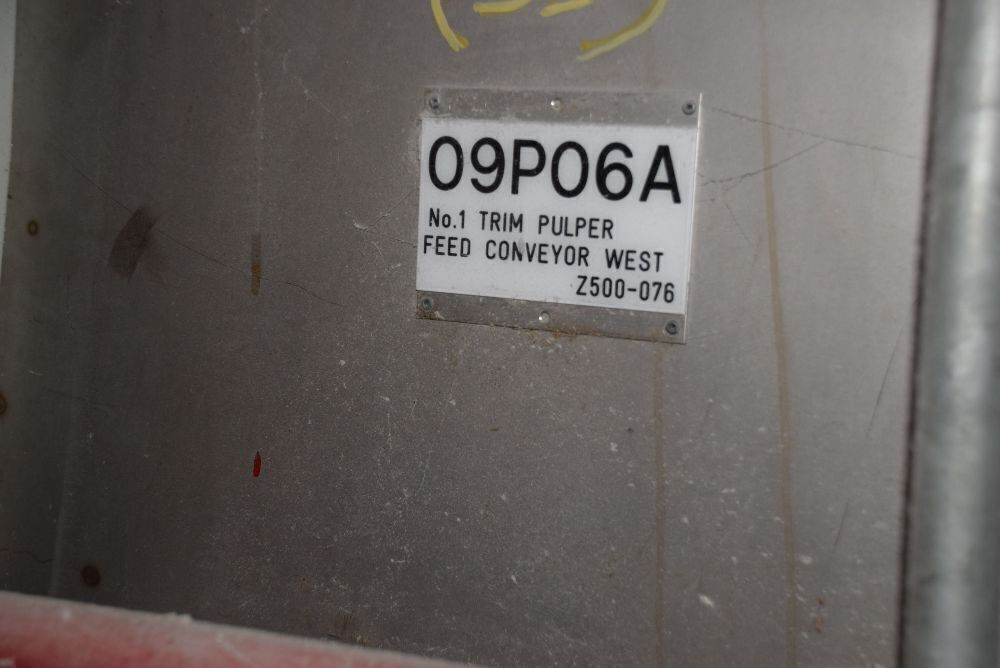 09P06A
No.1 TRIM PULPER
FEED CONVEYOR WEST
Z500-076